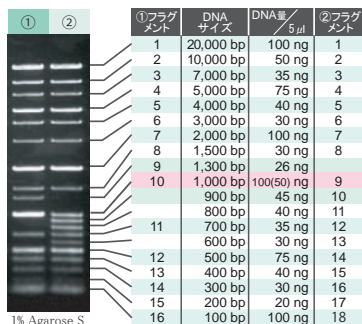 ① ②
①フラグメント DNAサイズ DNA量/5 µl ②フラグメント
1 20,000 bp 100 ng 1
2 10,000 bp 50 ng 2
3 7,000 bp 35 ng 3
4 5,000 bp 75 ng 4
5 4,000 bp 40 ng 5
6 3,000 bp 30 ng 6
7 2,000 bp 100 ng 7
8 1,500 bp 30 ng 8
9 1,300 bp 26 ng
10 1,000 bp 100(50) ng 9
900 bp 45 ng 10
800 bp 40 ng 11
11 700 bp 35 ng 12
600 bp 30 ng 13
12 500 bp 75 ng 14
13 400 bp 40 ng 15
14 300 bp 30 ng 16
15 200 bp 20 ng 17
16 100 bp 100 ng 18
1% Agarose S